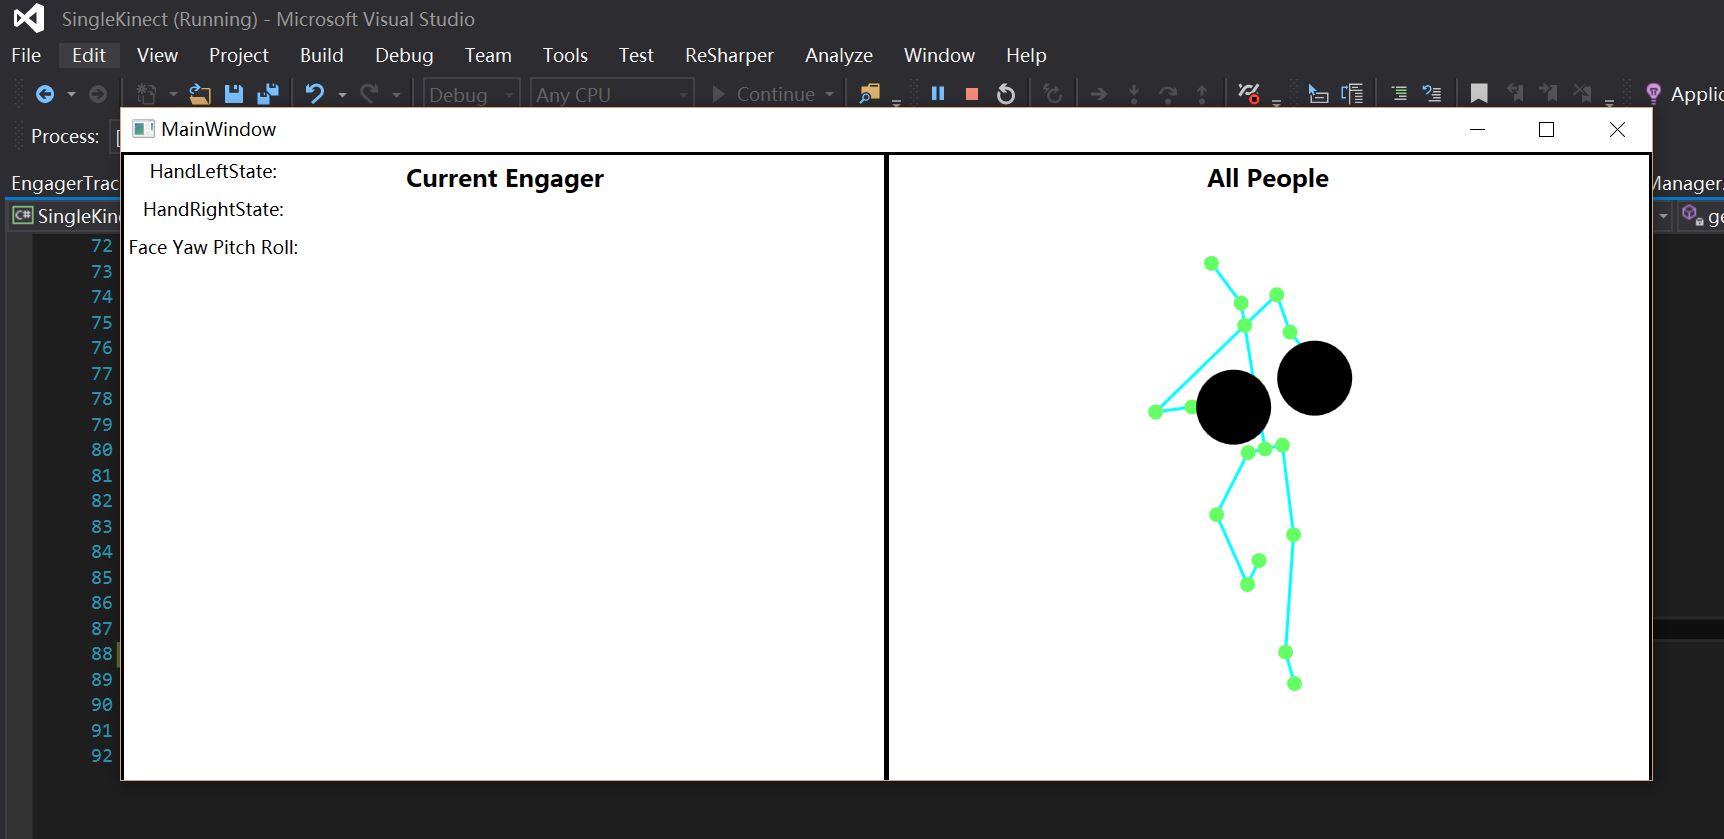 SingleKinect (Running) - Microsoft Visual Studio
File Edit View Project Build Debug Team Tools Test ReSharper Analyze Window Help
Debug Any CPU Continue Applic
Process:
MainWindow
EngagerTrac
Manager.
C# SingleKine
ge
HandLeftState:
HandRightState:
Face Yaw Pitch Roll:
Current Engager
All People
72
73
74
75
76
77
78
79
80
81
82
83
84
85
86
87
88
89
90
91
92